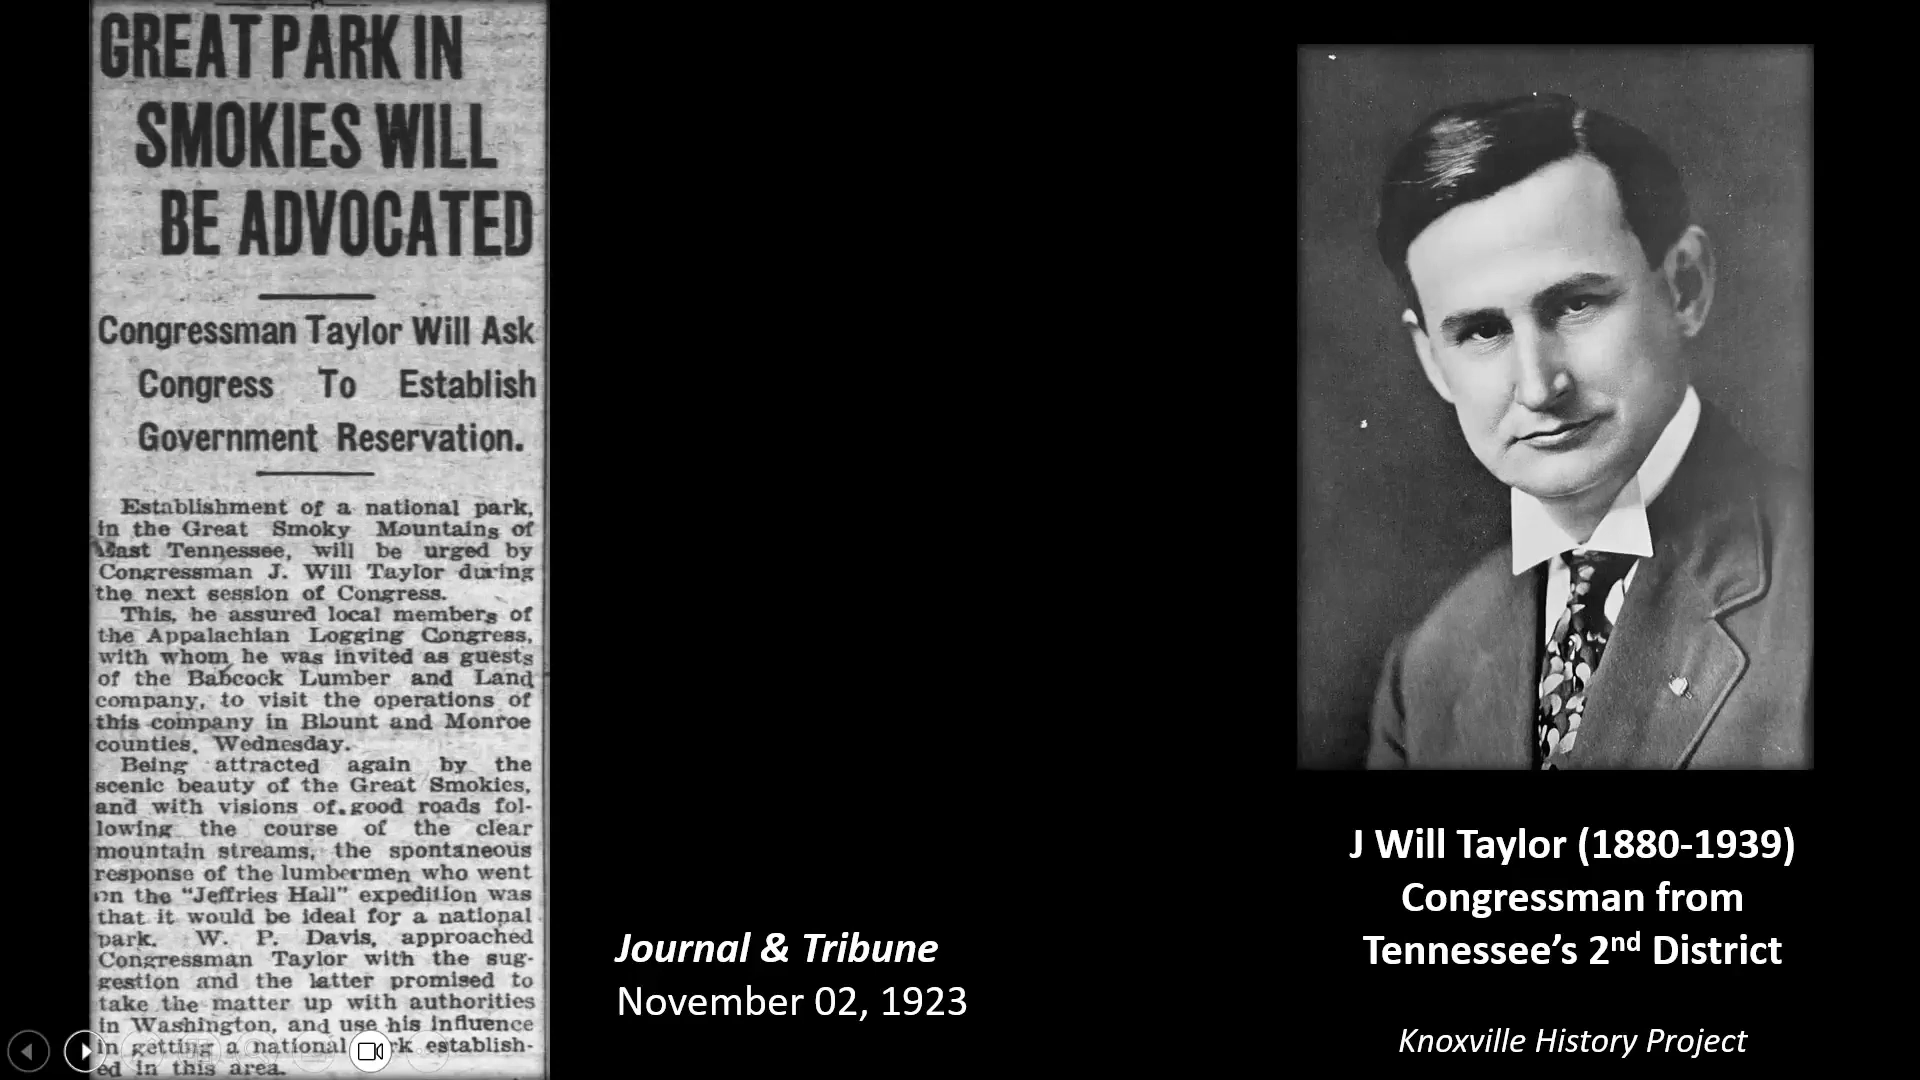 GREAT PARK IN
SMOKIES WILL
BE ADVOCATED
Congressman Taylor Will Ask
Congress To Establish
Government Reservation.
Establishment of a national park,
in the Great Smoky Mountains of
East Tennessee, will be urged by
Congressman J. Will Taylor during
the next session of Congress.
This, he assured local members of
the Appalachian Logging Congress,
with whom he was invited as guests
of the Babcock Lumber and Land
company, to visit the operations of
this company in Blount and Monroe
counties, Wednesday.
Being attracted again by the
scenic beauty of the Great Smokies,
and with visions of good roads fol-
lowing the course of the clear
mountain streams, the spontaneous
response of the lumbermen who went
on the "Jeffries Hall" expedition was
that it would be ideal for a national
park. W. P. Davis, approached
Congressman Taylor with the sug-
gestion and the latter promised to
take the matter up with authorities
in Washington, and use his influence
in getting a national rk establish-
ed in this area.
Journal & Tribune
November 02, 1923
J Will Taylor (1880-1939)
Congressman from
Tennessee's 2nd District
Knoxville History Project